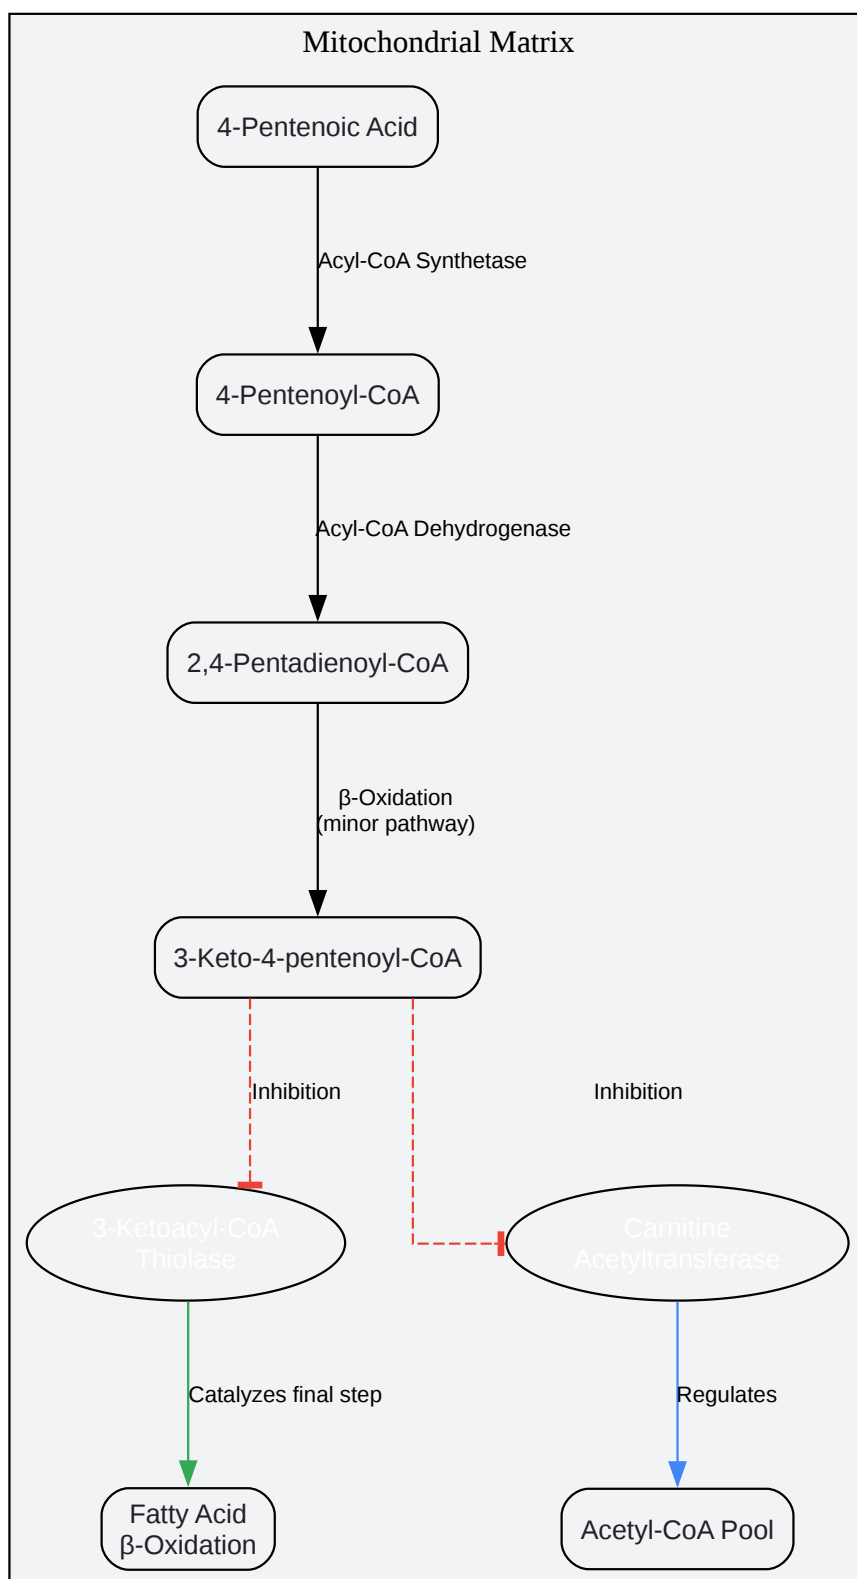 Mitochondrial Matrix
4-Pentenoic Acid
Acyl-CoA Synthetase
4-Pentenoyl-CoA
Acyl-CoA Dehydrogenase
2,4-Pentadienoyl-CoA
β-Oxidation
(minor pathway)
3-Keto-4-pentenoyl-CoA
Inhibition
Inhibition
3-Ketoacyl-CoA
Thiolase
Carnitine
Acetyltransferase
Catalyzes final step
Regulates
Fatty Acid
β-Oxidation
Acetyl-CoA Pool